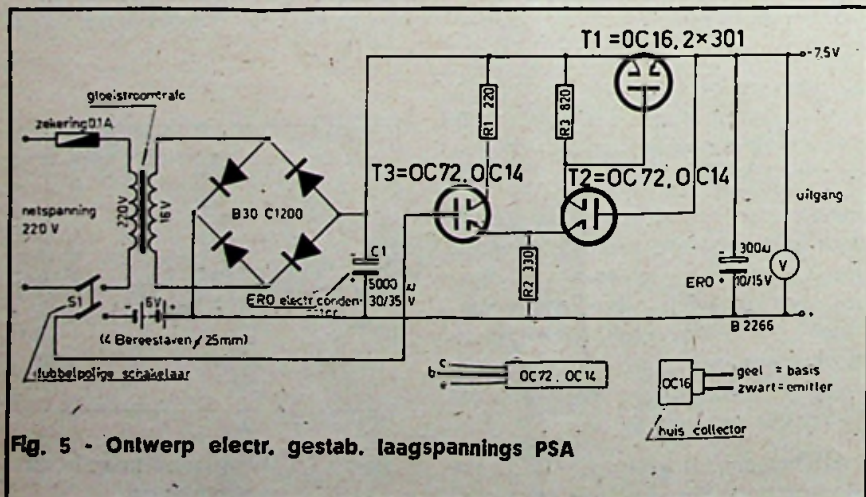 T1=OC16, 2×301
-7,5V
gloeistroomtrafo
zekering 0,1A
R1 220
R3 820
T3=OC72, OC14
T2=OC72, OC14
netspanning
220 V
220V
16V
B30 C1200
uitgang
C1
5000 µ
30/35 V
ERO electr. conden-
sator
R2 330
300µ
ERO
10/15V
V
S1
6V
+
B 2266
(4 Bereestaven ∕ 25mm)
dubbelpolige schakelaar
c
b
e
OC72, OC14
OC16
geel = basis
zwart=emitter
huis collector
Fig. 5 - Ontwerp electr. gestab. laagspannings PSA